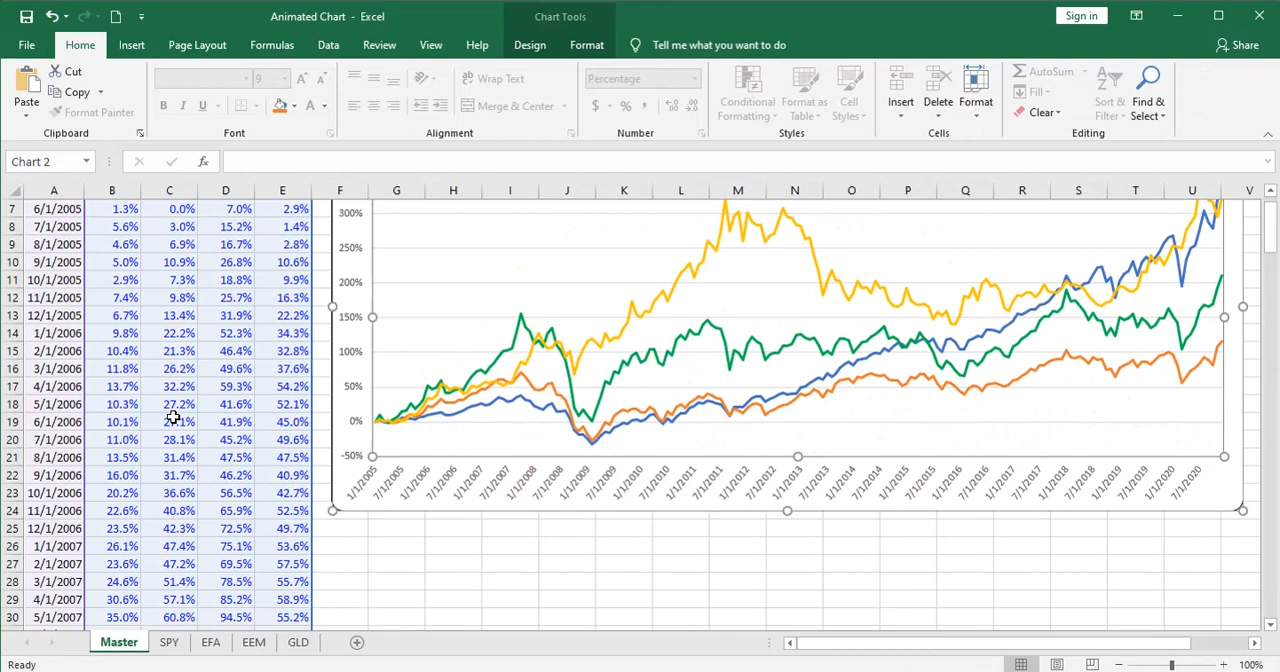 Animated Chart - Excel
Chart Tools
Sign in
File Home Insert Page Layout Formulas Data Review View Help Design Format Tell me what you want to do Share
Paste
Cut
Copy
Format Painter
Clipboard
9
A A
B I U A
Font
Wrap Text
Merge & Center
Alignment
Percentage
$ % ,
Number
Conditional Formatting
Format as Table
Cell Styles
Styles
Insert Delete Format
Cells
AutoSum
Fill
Clear
Sort & Filter
Find & Select
Editing
Chart 2 fx
A B C D E F G H I J K L M N O P Q R S T U V
7 6/1/2005 1.3% 0.0% 7.0% 2.9%
8 7/1/2005 5.6% 3.0% 15.2% 1.4%
9 8/1/2005 4.6% 6.9% 16.7% 2.8%
10 9/1/2005 5.0% 10.9% 26.8% 10.6%
11 10/1/2005 2.9% 7.3% 18.8% 9.9%
12 11/1/2005 7.4% 9.8% 25.7% 16.3%
13 12/1/2005 6.7% 13.4% 31.9% 22.2%
14 1/1/2006 9.8% 22.2% 52.3% 34.3%
15 2/1/2006 10.4% 21.3% 46.4% 32.8%
16 3/1/2006 11.8% 26.2% 49.6% 37.6%
17 4/1/2006 13.7% 32.2% 59.3% 54.2%
18 5/1/2006 10.3% 27.2% 41.6% 52.1%
19 6/1/2006 10.1% 41.9% 45.0%
20 7/1/2006 11.0% 28.1% 45.2% 49.6%
21 8/1/2006 13.5% 31.4% 47.5% 47.5%
22 9/1/2006 16.0% 31.7% 46.2% 40.9%
23 10/1/2006 20.2% 36.6% 56.5% 42.7%
24 11/1/2006 22.6% 40.8% 65.9% 52.5%
25 12/1/2006 23.5% 42.3% 72.5% 49.7%
26 1/1/2007 26.1% 47.4% 75.1% 53.6%
27 2/1/2007 23.6% 47.2% 69.5% 57.5%
28 3/1/2007 24.6% 51.4% 78.5% 55.7%
29 4/1/2007 30.6% 57.1% 85.2% 58.9%
30 5/1/2007 35.0% 60.8% 94.5% 55.2%
300%
250%
200%
150%
100%
50%
0%
-50%
1/1/2005 7/1/2005 1/1/2006 7/1/2006 1/1/2007 7/1/2007 1/1/2008 7/1/2008 1/1/2009 7/1/2009 1/1/2010 7/1/2010 1/1/2011 7/1/2011 1/1/2012 7/1/2012 1/1/2013 7/1/2013 1/1/2014 7/1/2014 1/1/2015 7/1/2015 1/1/2016 7/1/2016 1/1/2017 7/1/2017 1/1/2018 7/1/2018 1/1/2019 7/1/2019 1/1/2020 7/1/2020
Master SPY EFA EEM GLD
Ready
100%